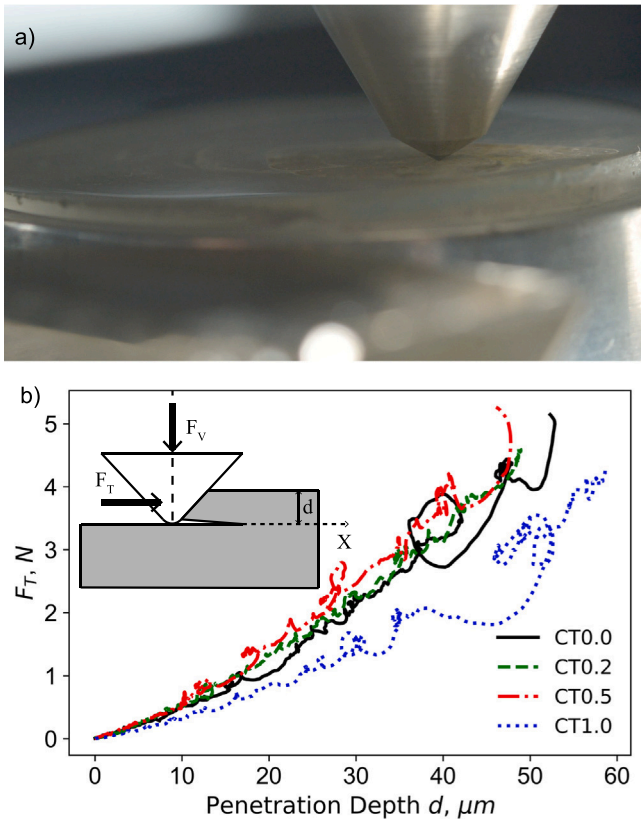 a)
b)
F_V
F_T
d
X
5
4
3
2
1
0
F_T, N
CT0.0
CT0.2
CT0.5
CT1.0
0 10 20 30 40 50 60
Penetration Depth d, μm